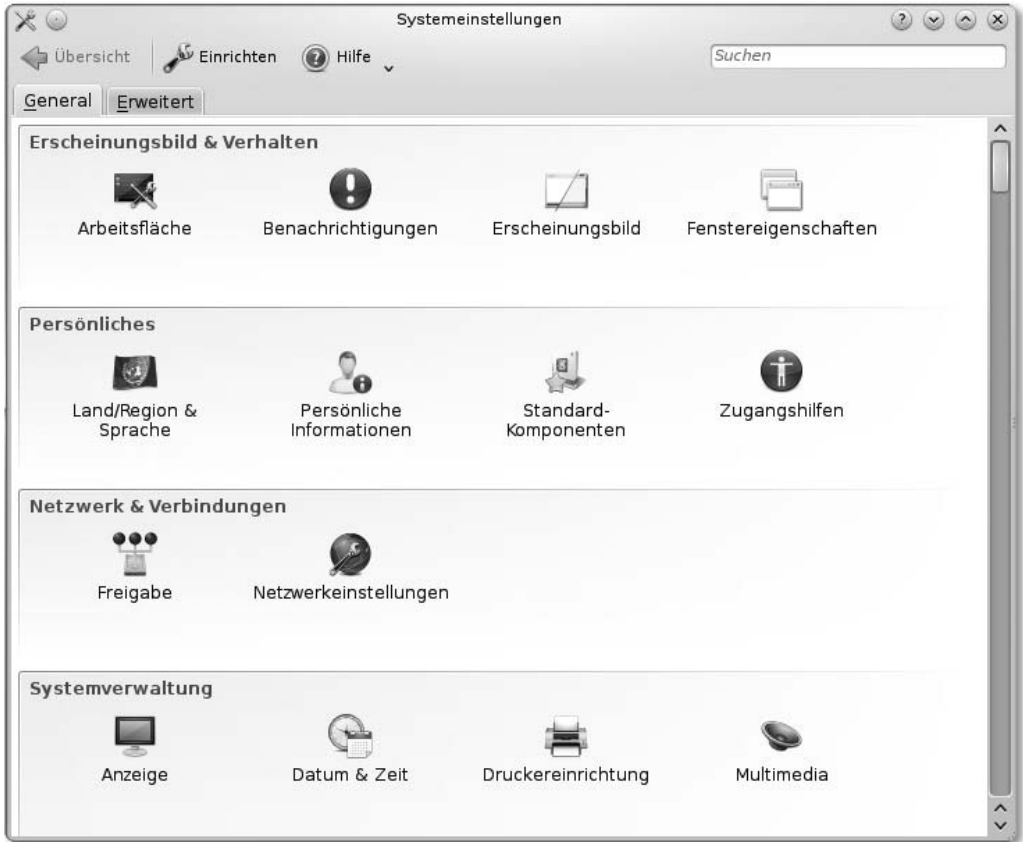 Systemeinstellungen
Übersicht Einrichten Hilfe Suchen
General Erweitert
Erscheinungsbild & Verhalten
Arbeitsfläche Benachrichtigungen Erscheinungsbild Fenstereigenschaften
Persönliches
Land/Region & Sprache
Persönliche Informationen
Standard-Komponenten
Zugangshilfen
Netzwerk & Verbindungen
Freigabe Netzwerkeinstellungen
Systemverwaltung
Anzeige Datum & Zeit Druckereinrichtung Multimedia